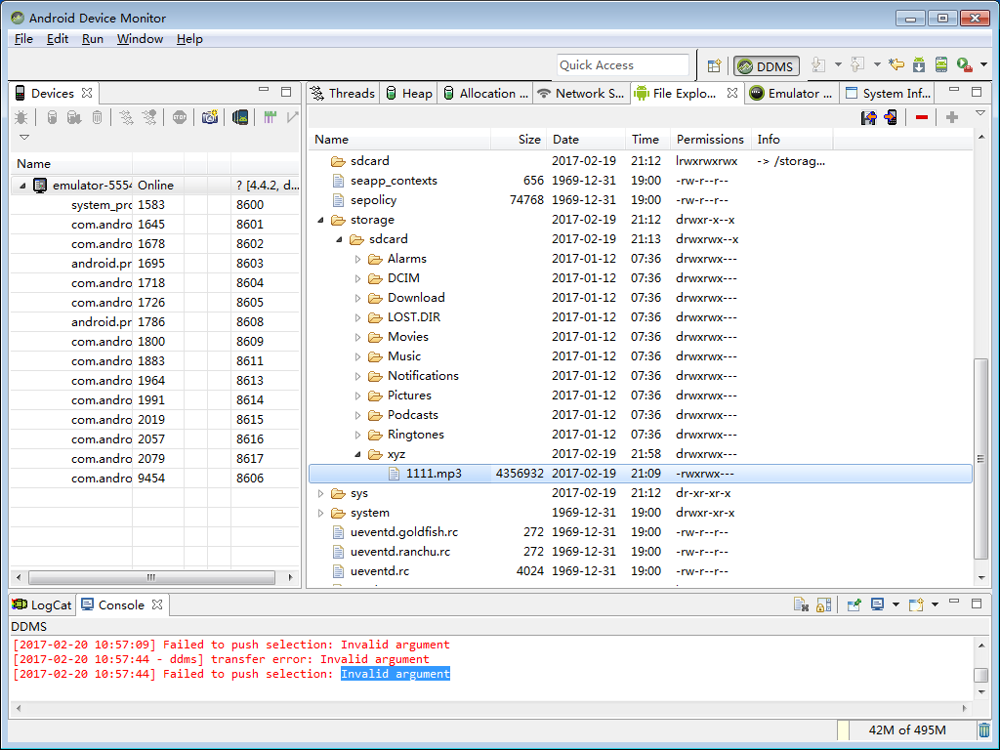 Android Device Monitor
File Edit Run Window Help
Quick Access DDMS
Devices
Name
emulator-5554 Online ? [4.4.2, d...
system_pro 1583 8600
com.andro 1645 8601
com.andro 1678 8602
android.pr 1695 8603
com.andro 1718 8604
com.andro 1726 8605
android.pr 1786 8608
com.andro 1800 8609
com.andro 1883 8611
com.andro 1964 8613
com.andro 1991 8614
com.andro 2019 8615
com.andro 2057 8616
com.andro 2079 8617
com.andro 9454 8606
Threads Heap Allocation ... Network S... File Explo... Emulator ... System Inf...
Name Size Date Time Permissions Info
sdcard 2017-02-19 21:12 lrwxrwxrwx -> /storag...
seapp_contexts 656 1969-12-31 19:00 -rw-r--r--
sepolicy 74768 1969-12-31 19:00 -rw-r--r--
storage 2017-02-19 21:12 drwxr-x--x
sdcard 2017-02-19 21:13 drwxrwx--x
Alarms 2017-01-12 07:36 drwxrwx---
DCIM 2017-01-12 07:36 drwxrwx---
Download 2017-01-12 07:36 drwxrwx---
LOST.DIR 2017-01-12 07:36 drwxrwx---
Movies 2017-01-12 07:36 drwxrwx---
Music 2017-01-12 07:36 drwxrwx---
Notifications 2017-01-12 07:36 drwxrwx---
Pictures 2017-01-12 07:36 drwxrwx---
Podcasts 2017-01-12 07:36 drwxrwx---
Ringtones 2017-01-12 07:36 drwxrwx---
xyz 2017-02-19 21:58 drwxrwx---
1111.mp3 4356932 2017-02-19 21:09 -rwxrwx---
sys 2017-02-19 21:12 dr-xr-xr-x
system 1969-12-31 19:00 drwxr-xr-x
ueventd.goldfish.rc 272 1969-12-31 19:00 -rw-r--r--
ueventd.ranchu.rc 272 1969-12-31 19:00 -rw-r--r--
ueventd.rc 4024 1969-12-31 19:00 -rw-r--r--
LogCat Console
DDMS
[2017-02-20 10:57:09] Failed to push selection: Invalid argument
[2017-02-20 10:57:44 - ddms] transfer error: Invalid argument
[2017-02-20 10:57:44] Failed to push selection: Invalid argument
42M of 495M